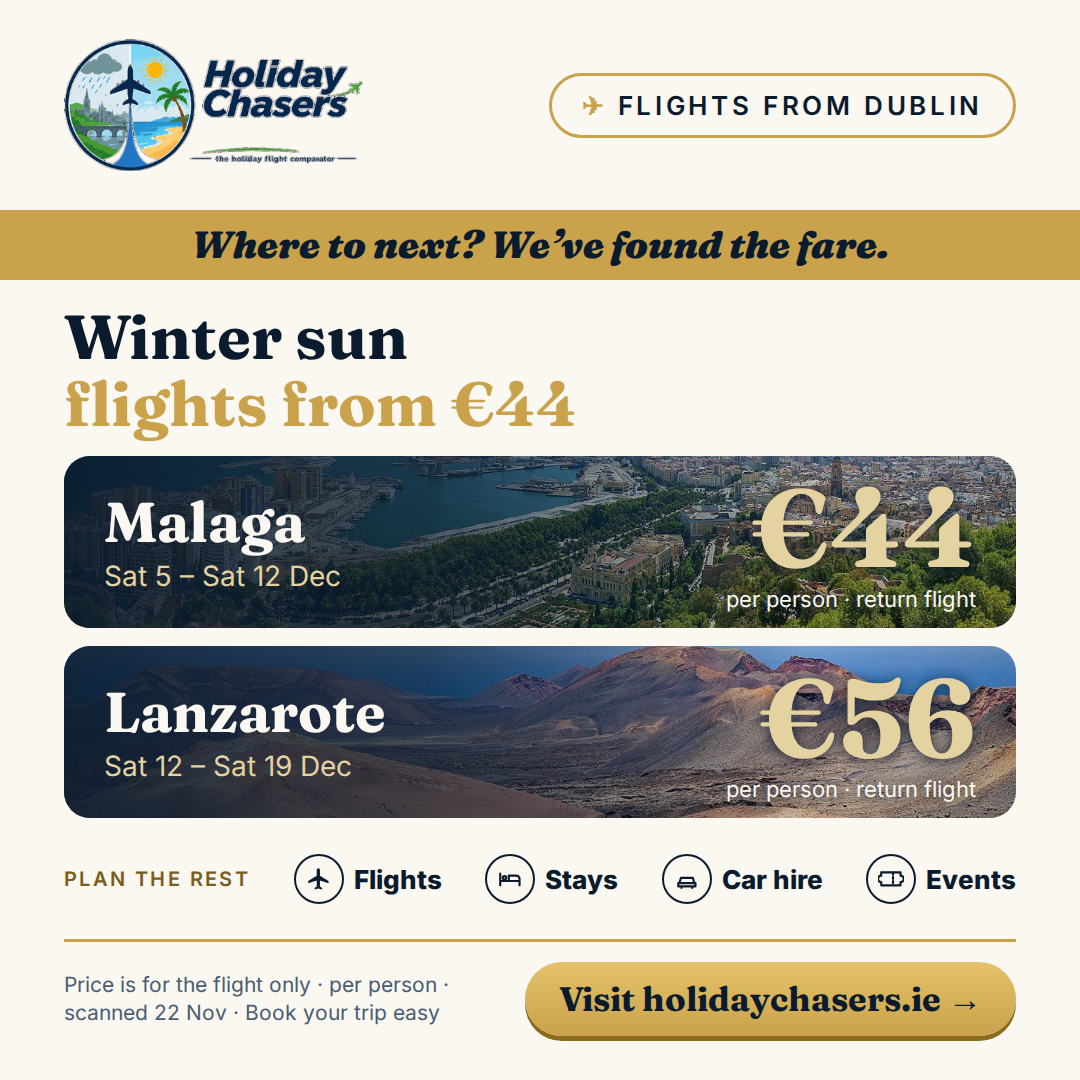 Holiday
Chasers
the holiday flight comparator
✈ FLIGHTS FROM DUBLIN
Where to next? We’ve found the fare.
Winter sun
flights from €44
Malaga
Sat 5 – Sat 12 Dec
€44
per person · return flight
Lanzarote
Sat 12 – Sat 19 Dec
€56
per person · return flight
PLAN THE REST Flights Stays Car hire Events
Price is for the flight only · per person ·
scanned 22 Nov · Book your trip easy
Visit holidaychasers.ie →